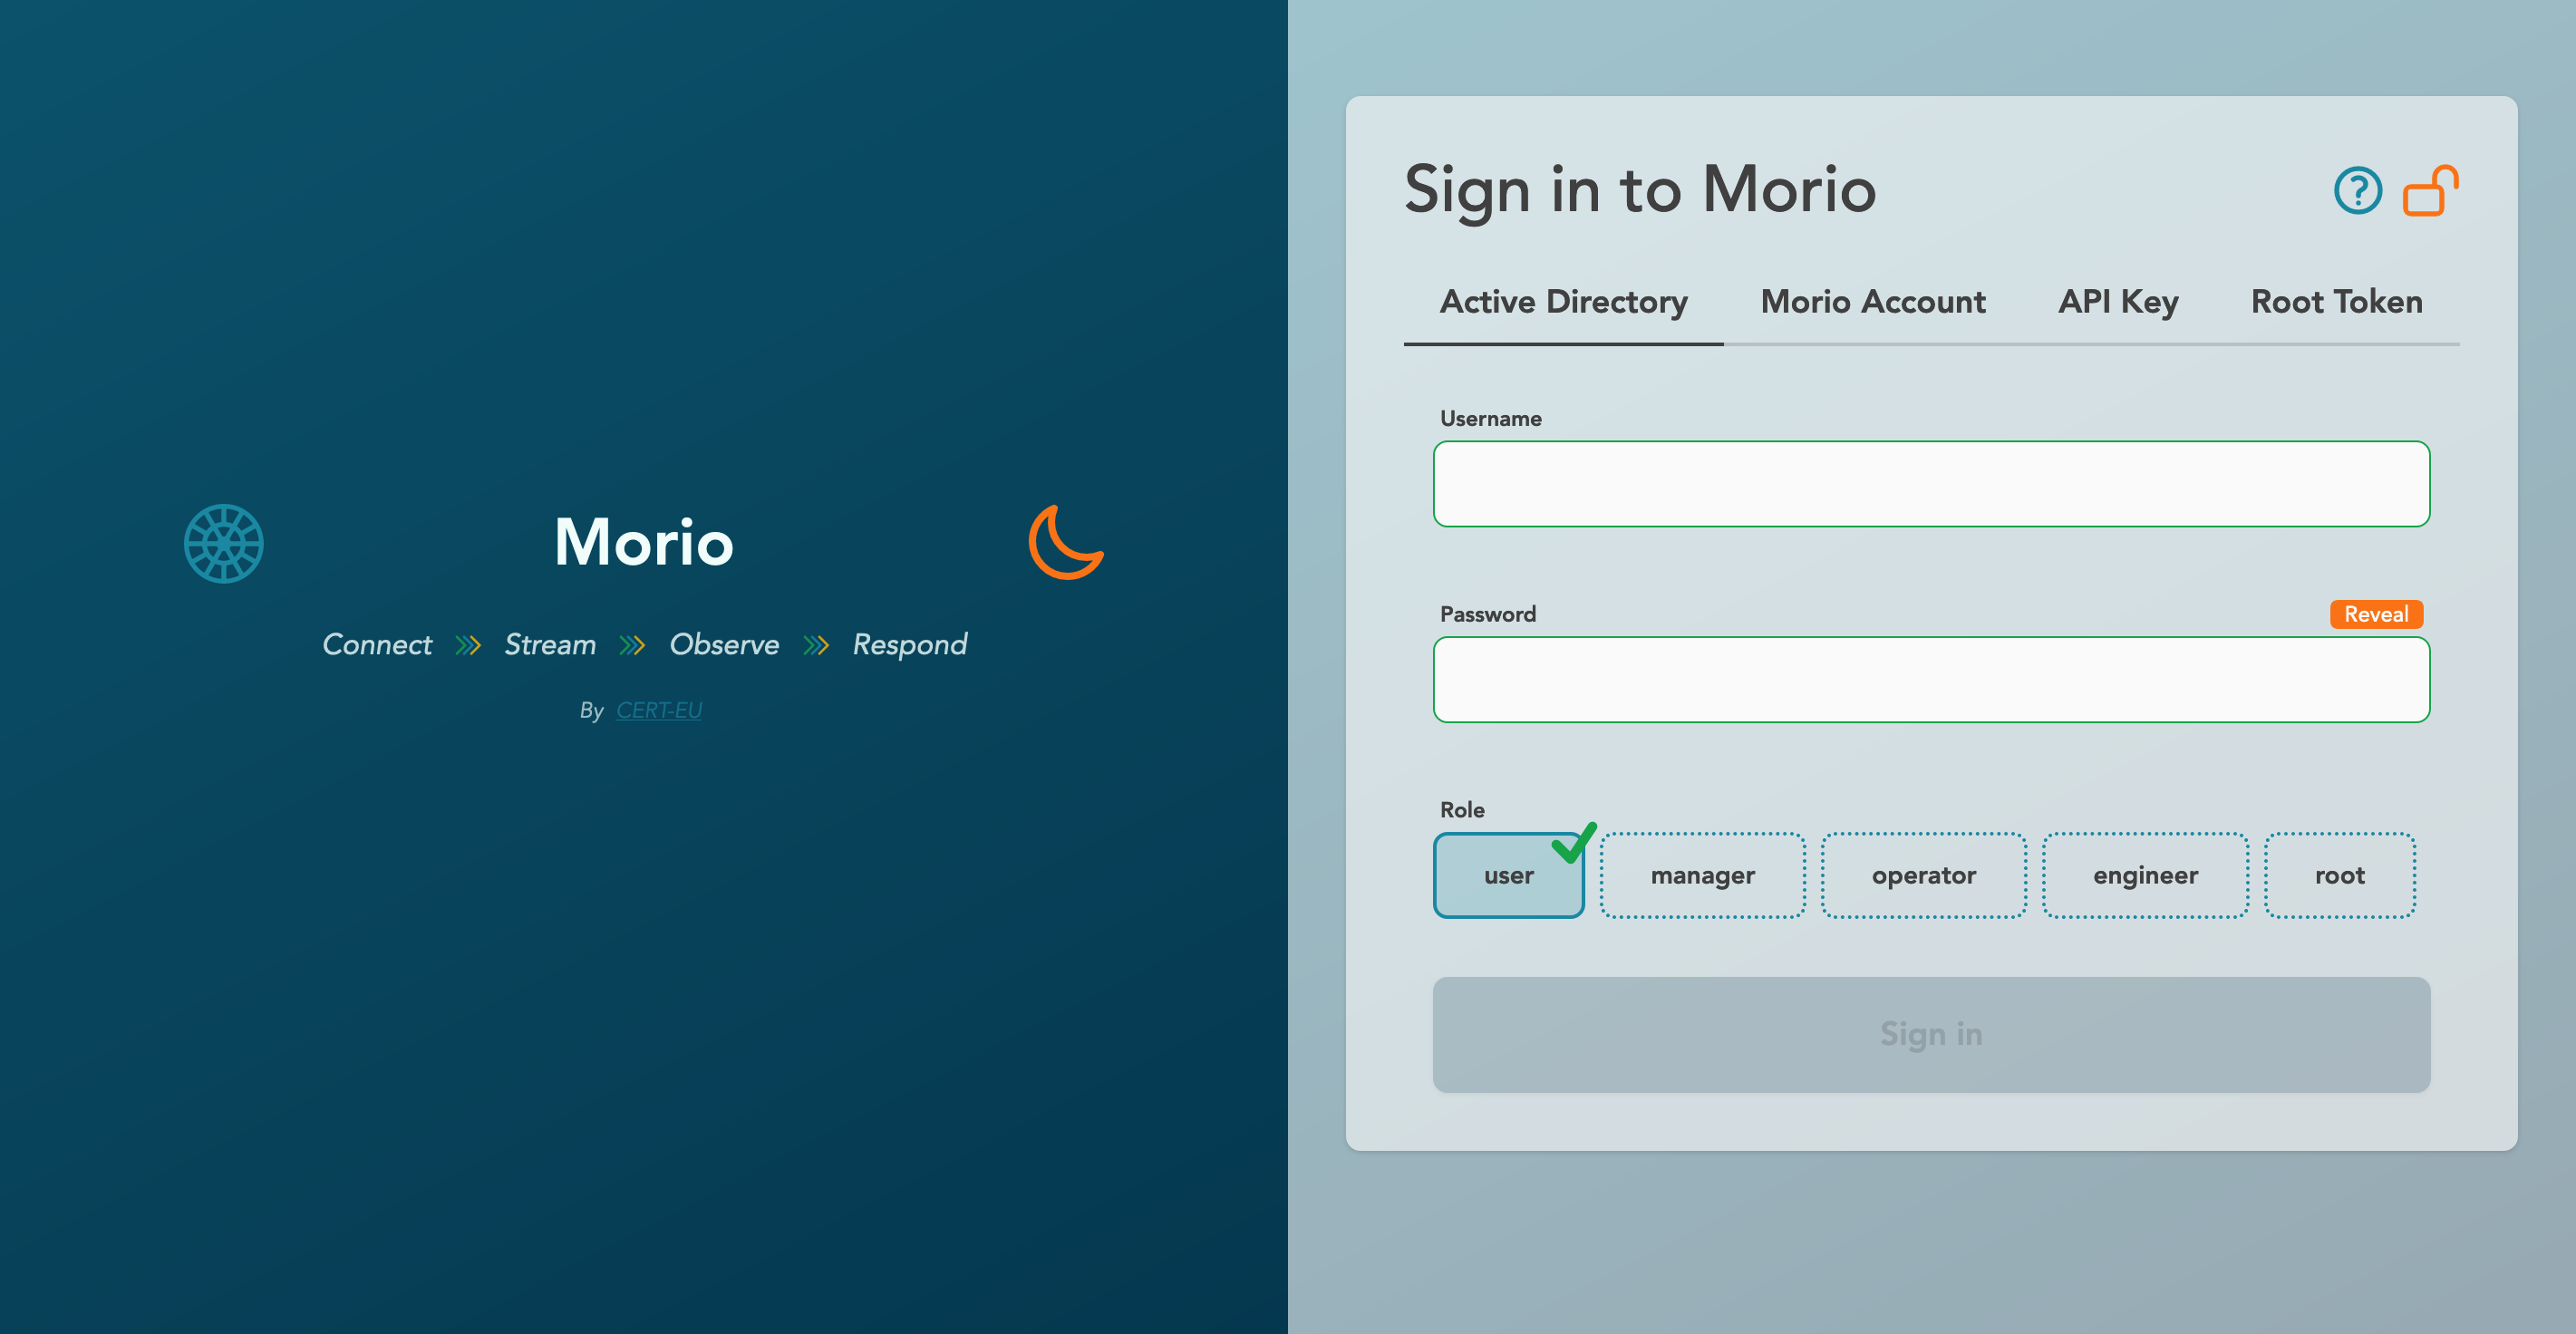 Morio
Connect Stream Observe Respond
By CERT-EU
Sign in to Morio
Active Directory Morio Account API Key Root Token
Username
Password Reveal
Role
user manager operator engineer root
Sign in